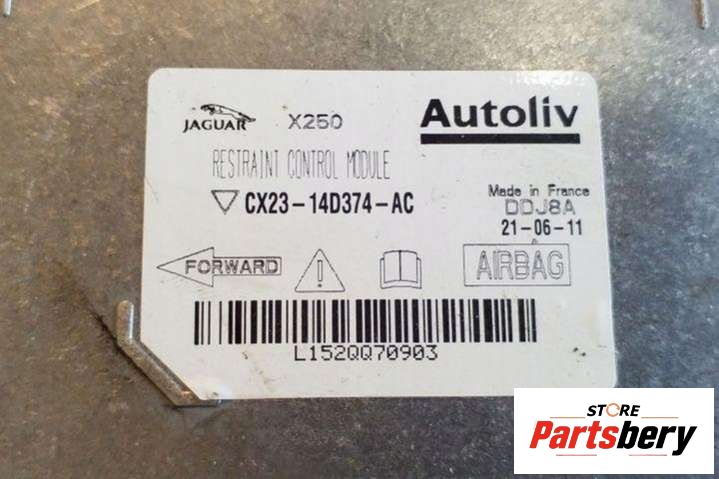 JAGUAR X250 Autoliv
RESTRAINT CONTROL MODULE
CX23-14D374-AC
Made in France
DDJ8A
21-06-11
FORWARD
AIRBAG
L152QQ70903
STORE
Partsbery